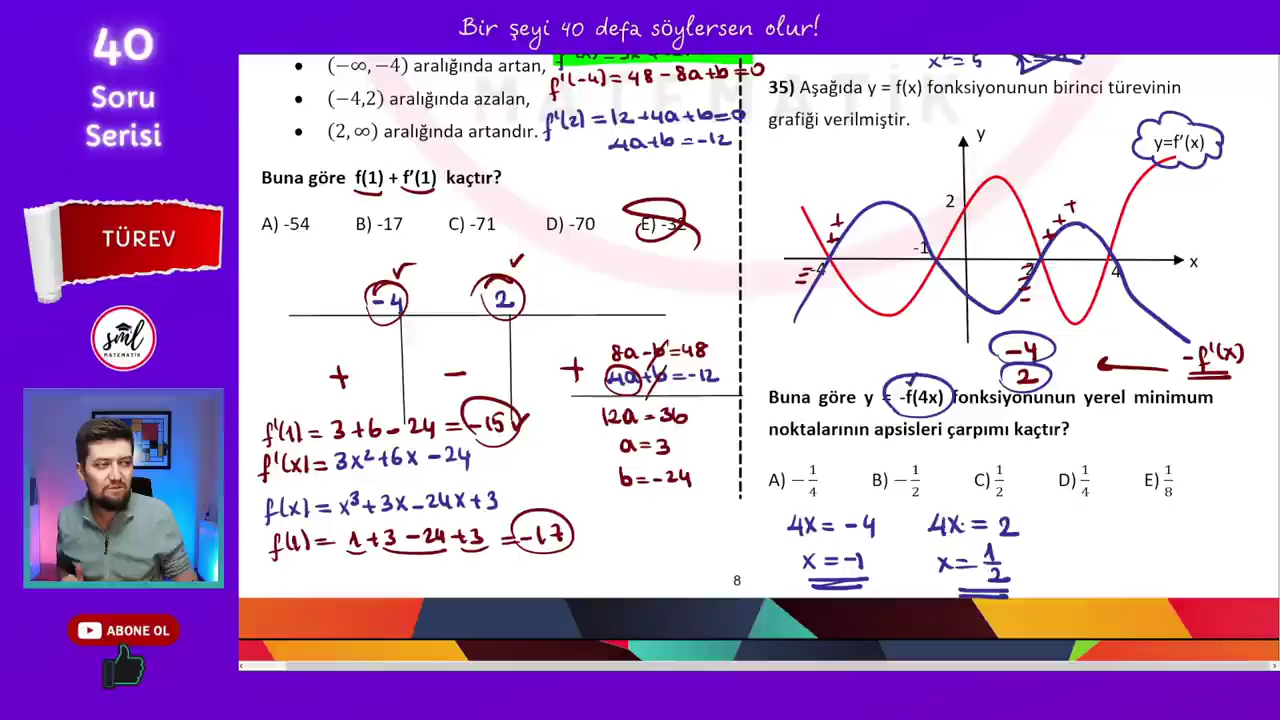 Bir şeyi 40 defa söylersen olur!
40
Soru
Serisi
TÜREV
sml
MATEMATİK
ABONE OL
• (−∞, −4) aralığında artan,
• (−4,2) aralığında azalan,
• (2, ∞) aralığında artandır.
f'(-4) = 48 - 8a + b = 0
f'(2) = 12 + 4a + b = 0
4a+b = -12
Buna göre f(1) + f′(1) kaçtır?
A) -54 B) -17 C) -71 D) -70 E) -32
-4 2
+ - +
8a - b = 48
4a + b = -12
12a = 36
a = 3
b = -24
f'(1) = 3 + 6 - 24 = -15
f'(x) = 3x² + 6x - 24
f(x) = x³ + 3x - 24x + 3
f(1) = 1 + 3 - 24 + 3 = -17
8
x² = 5
35) Aşağıda y = f(x) fonksiyonunun birinci türevinin
grafiği verilmiştir.
y
y=f′(x)
2
-1
x
-4 2 4
-4
2
-f'(x)
Buna göre y = -f(4x) fonksiyonunun yerel minimum
noktalarının apsisleri çarpımı kaçtır?
A) −1/4 B) −1/2 C) 1/2 D) 1/4 E) 1/8
4x = -4 4x = 2
x = -1 x = 1/2